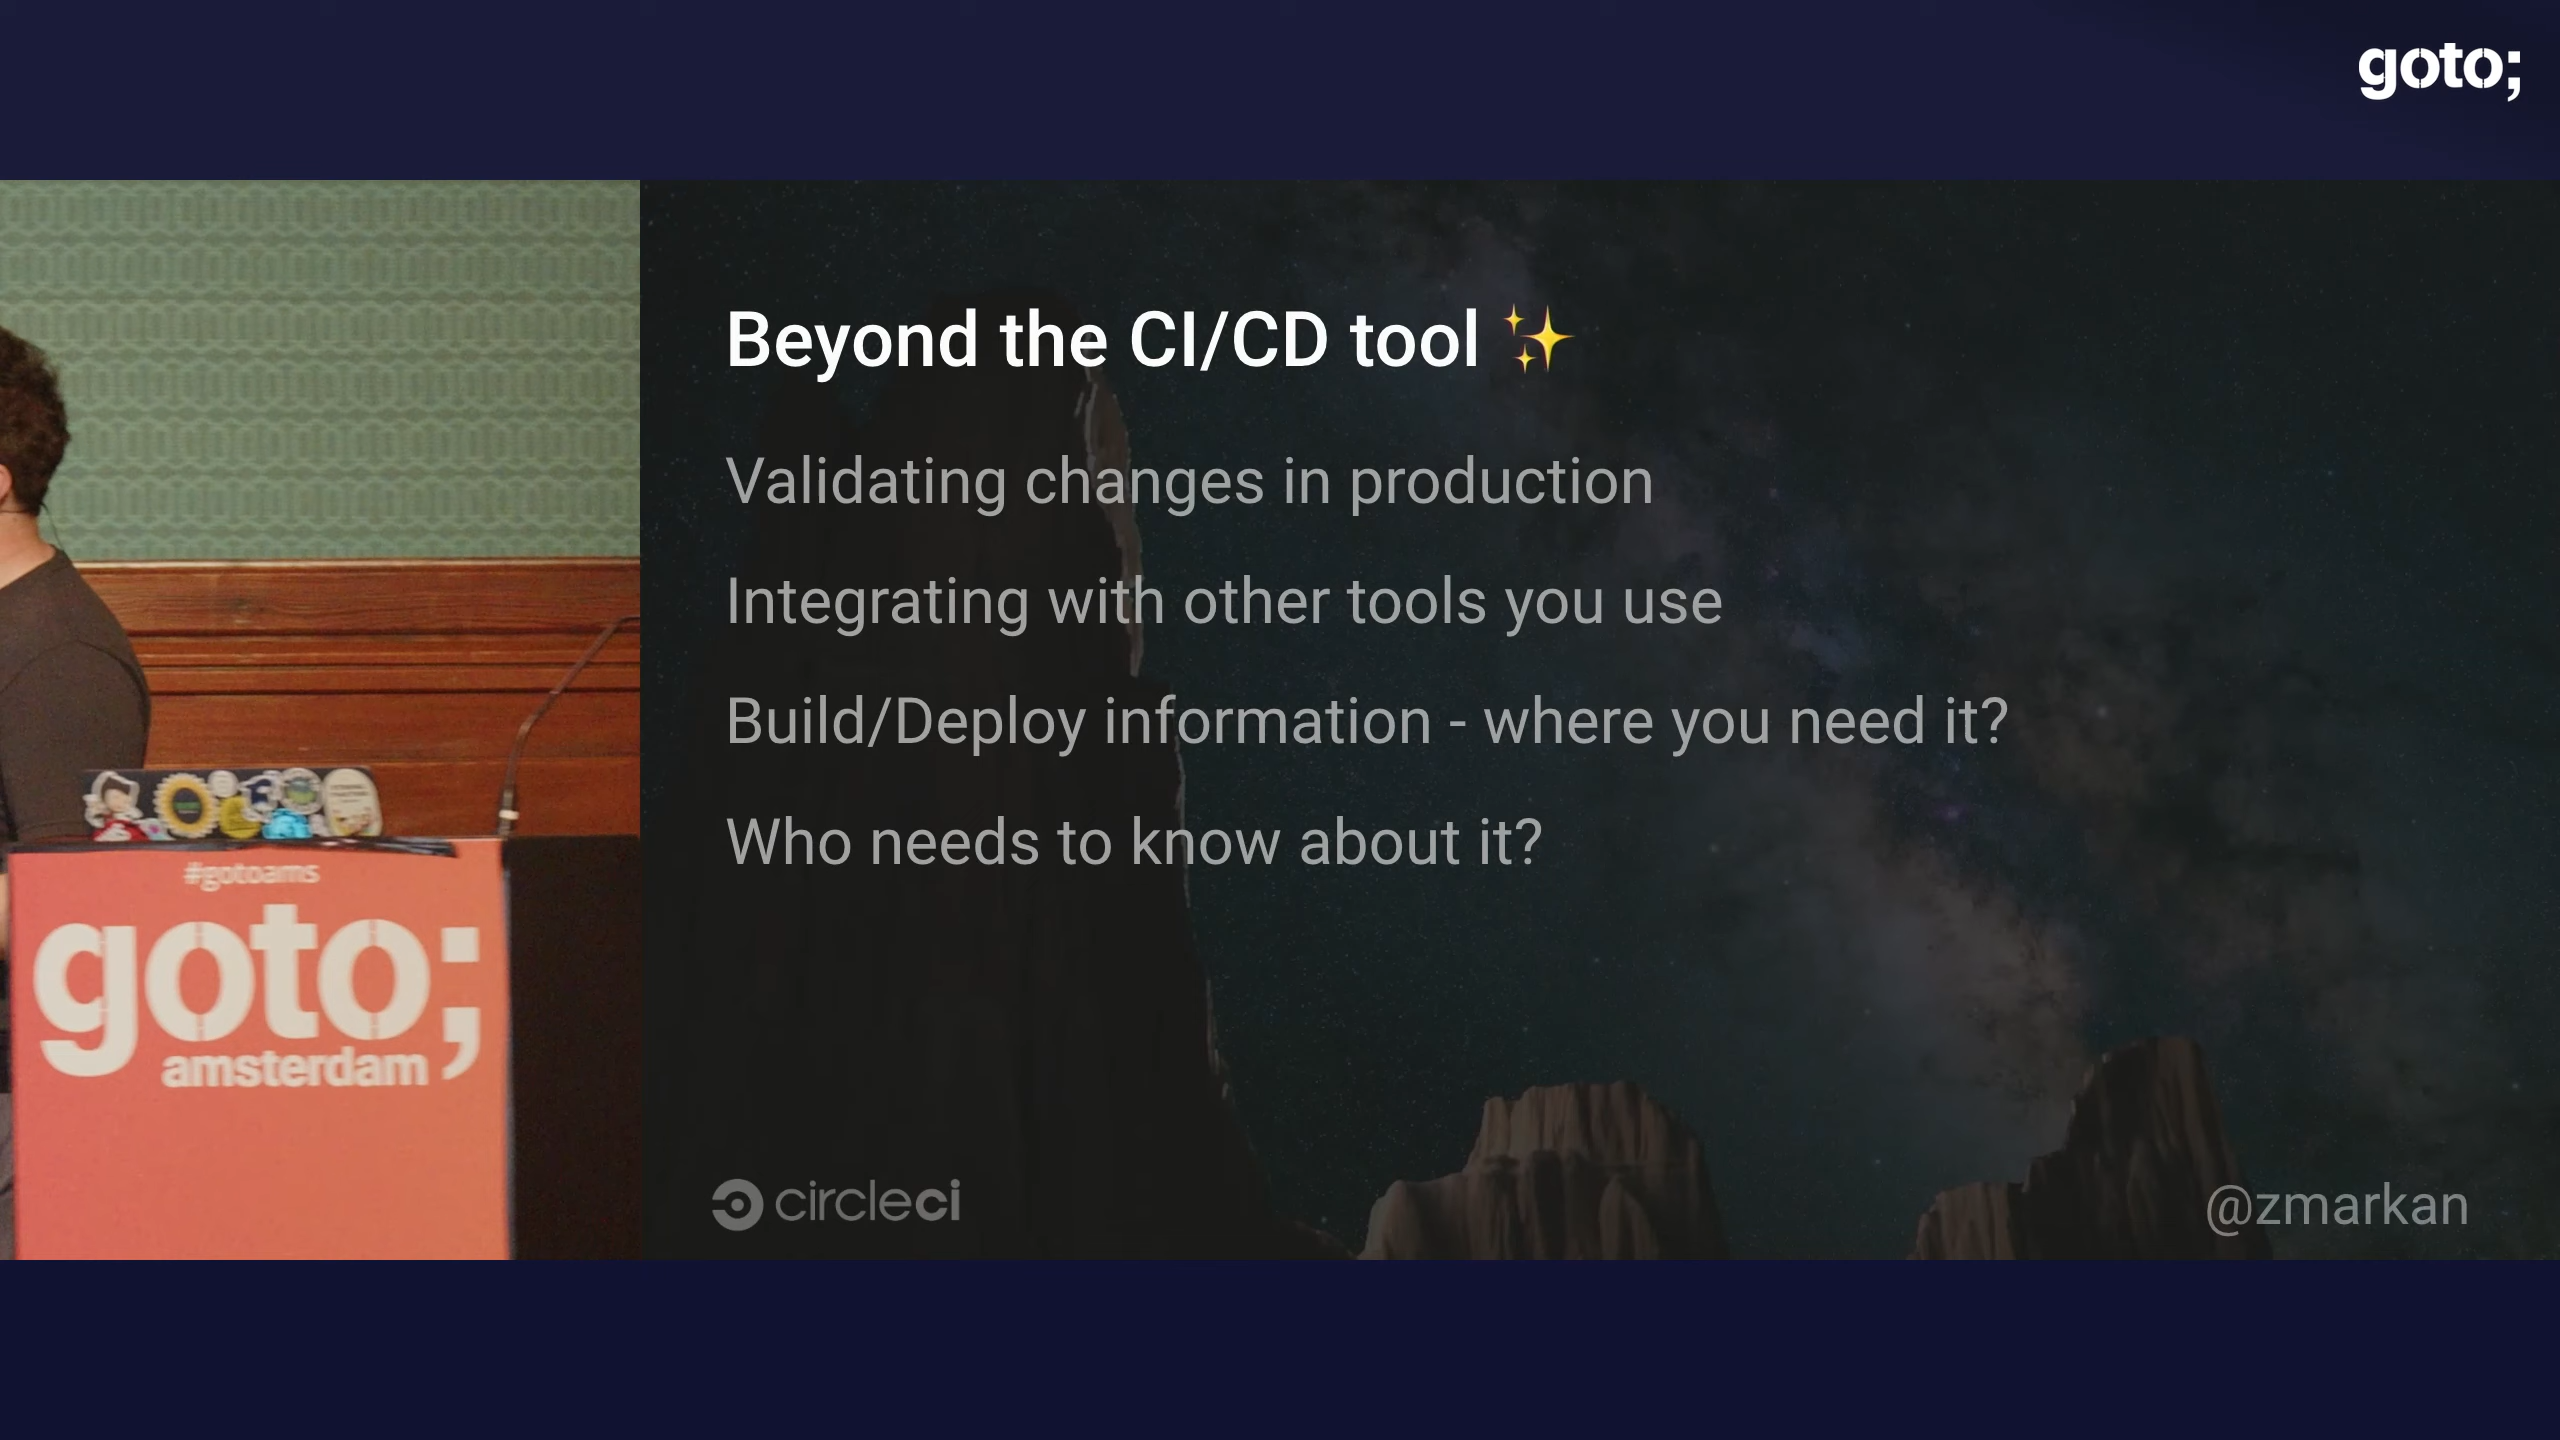 goto;
Beyond the CI/CD tool ✨
Validating changes in production
Integrating with other tools you use
Build/Deploy information - where you need it?
Who needs to know about it?
#gotoams
goto;
amsterdam
circleci
@zmarkan